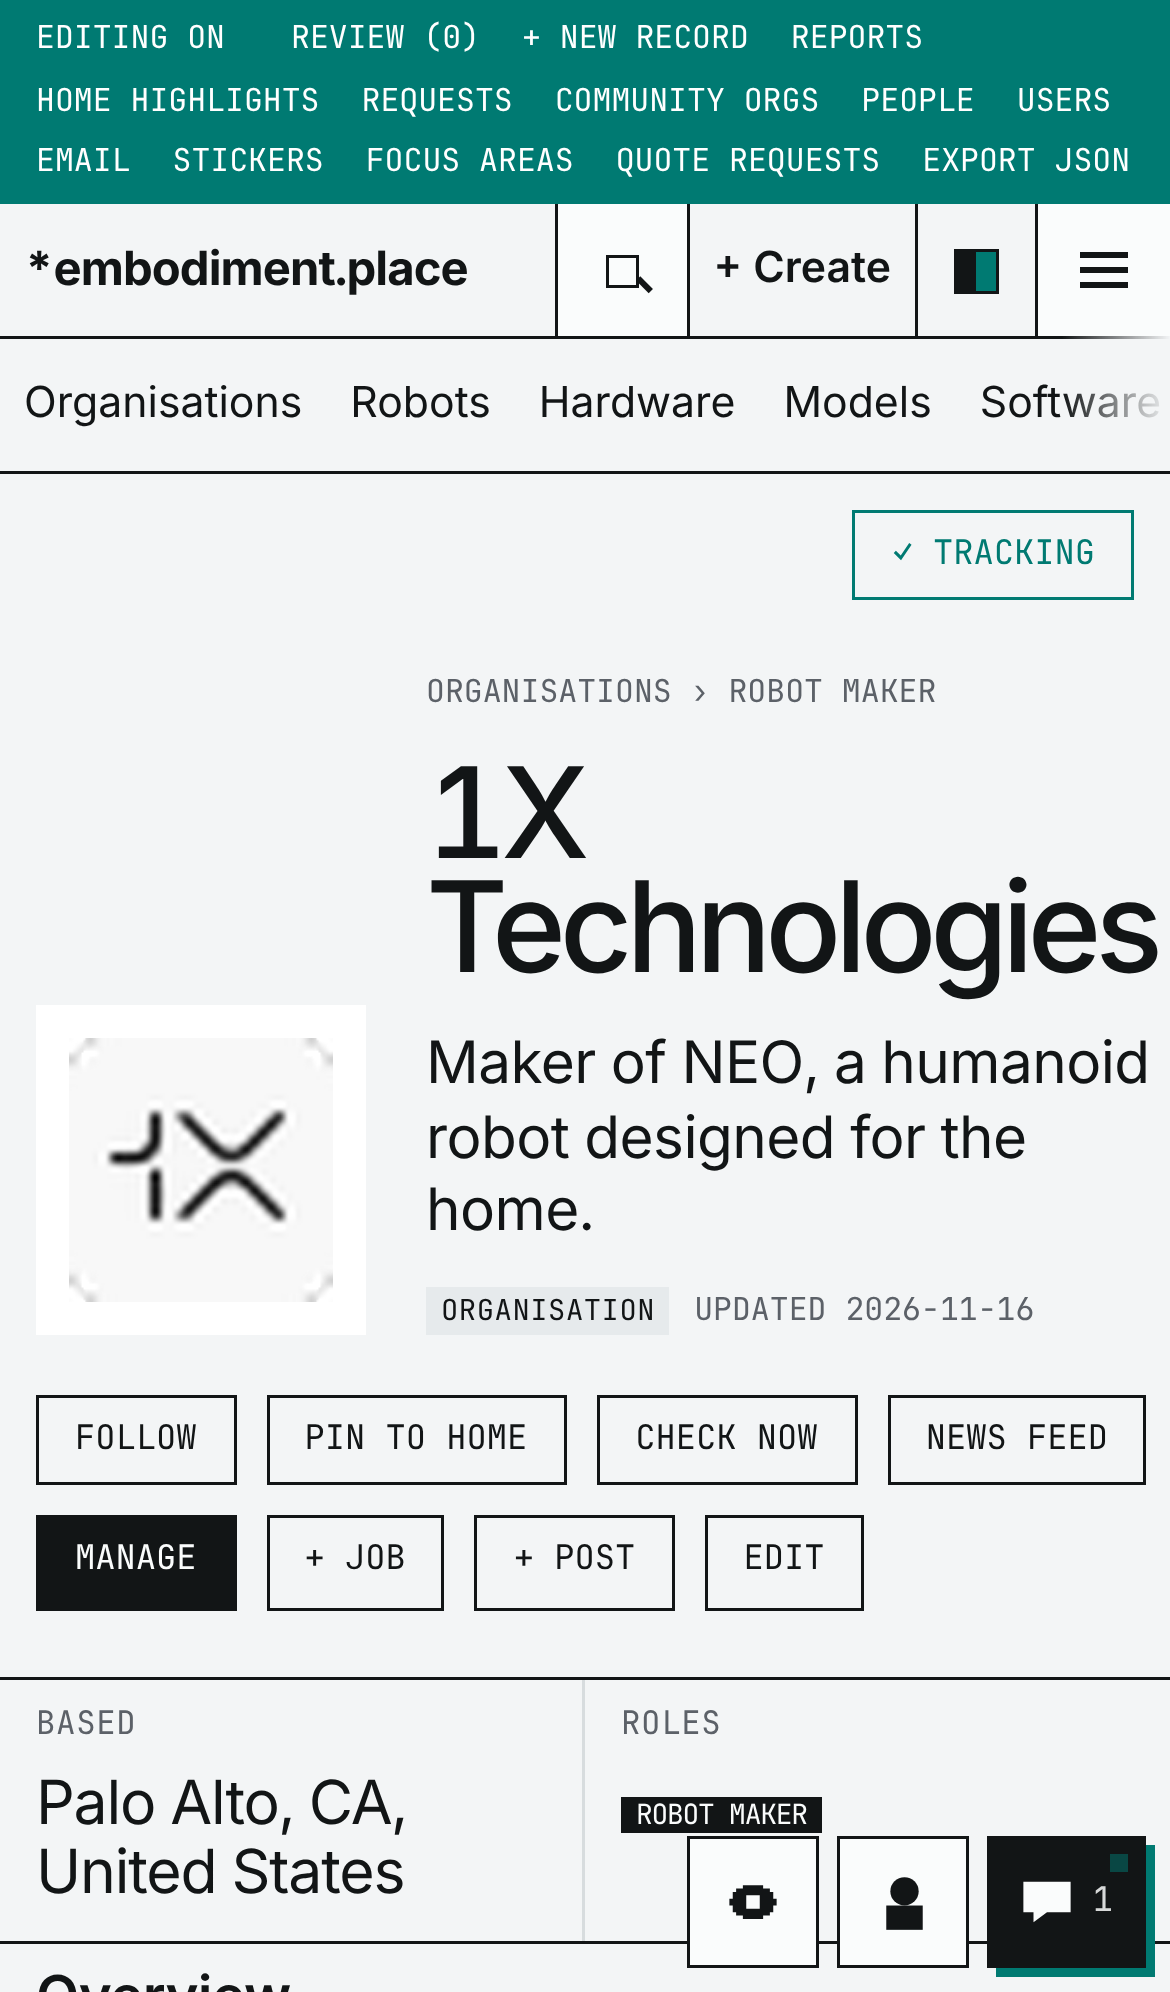 EDITING ON REVIEW (0) + NEW RECORD REPORTS
HOME HIGHLIGHTS REQUESTS COMMUNITY ORGS PEOPLE USERS
EMAIL STICKERS FOCUS AREAS QUOTE REQUESTS EXPORT JSON
*embodiment.place + Create
Organisations Robots Hardware Models Software
✓ TRACKING
ORGANISATIONS › ROBOT MAKER
1X
Technologies
Maker of NEO, a humanoid
robot designed for the
home.
ORGANISATION UPDATED 2026-11-16
FOLLOW PIN TO HOME CHECK NOW NEWS FEED
MANAGE + JOB + POST EDIT
BASED
Palo Alto, CA,
United States
ROLES
ROBOT MAKER
1
Overview